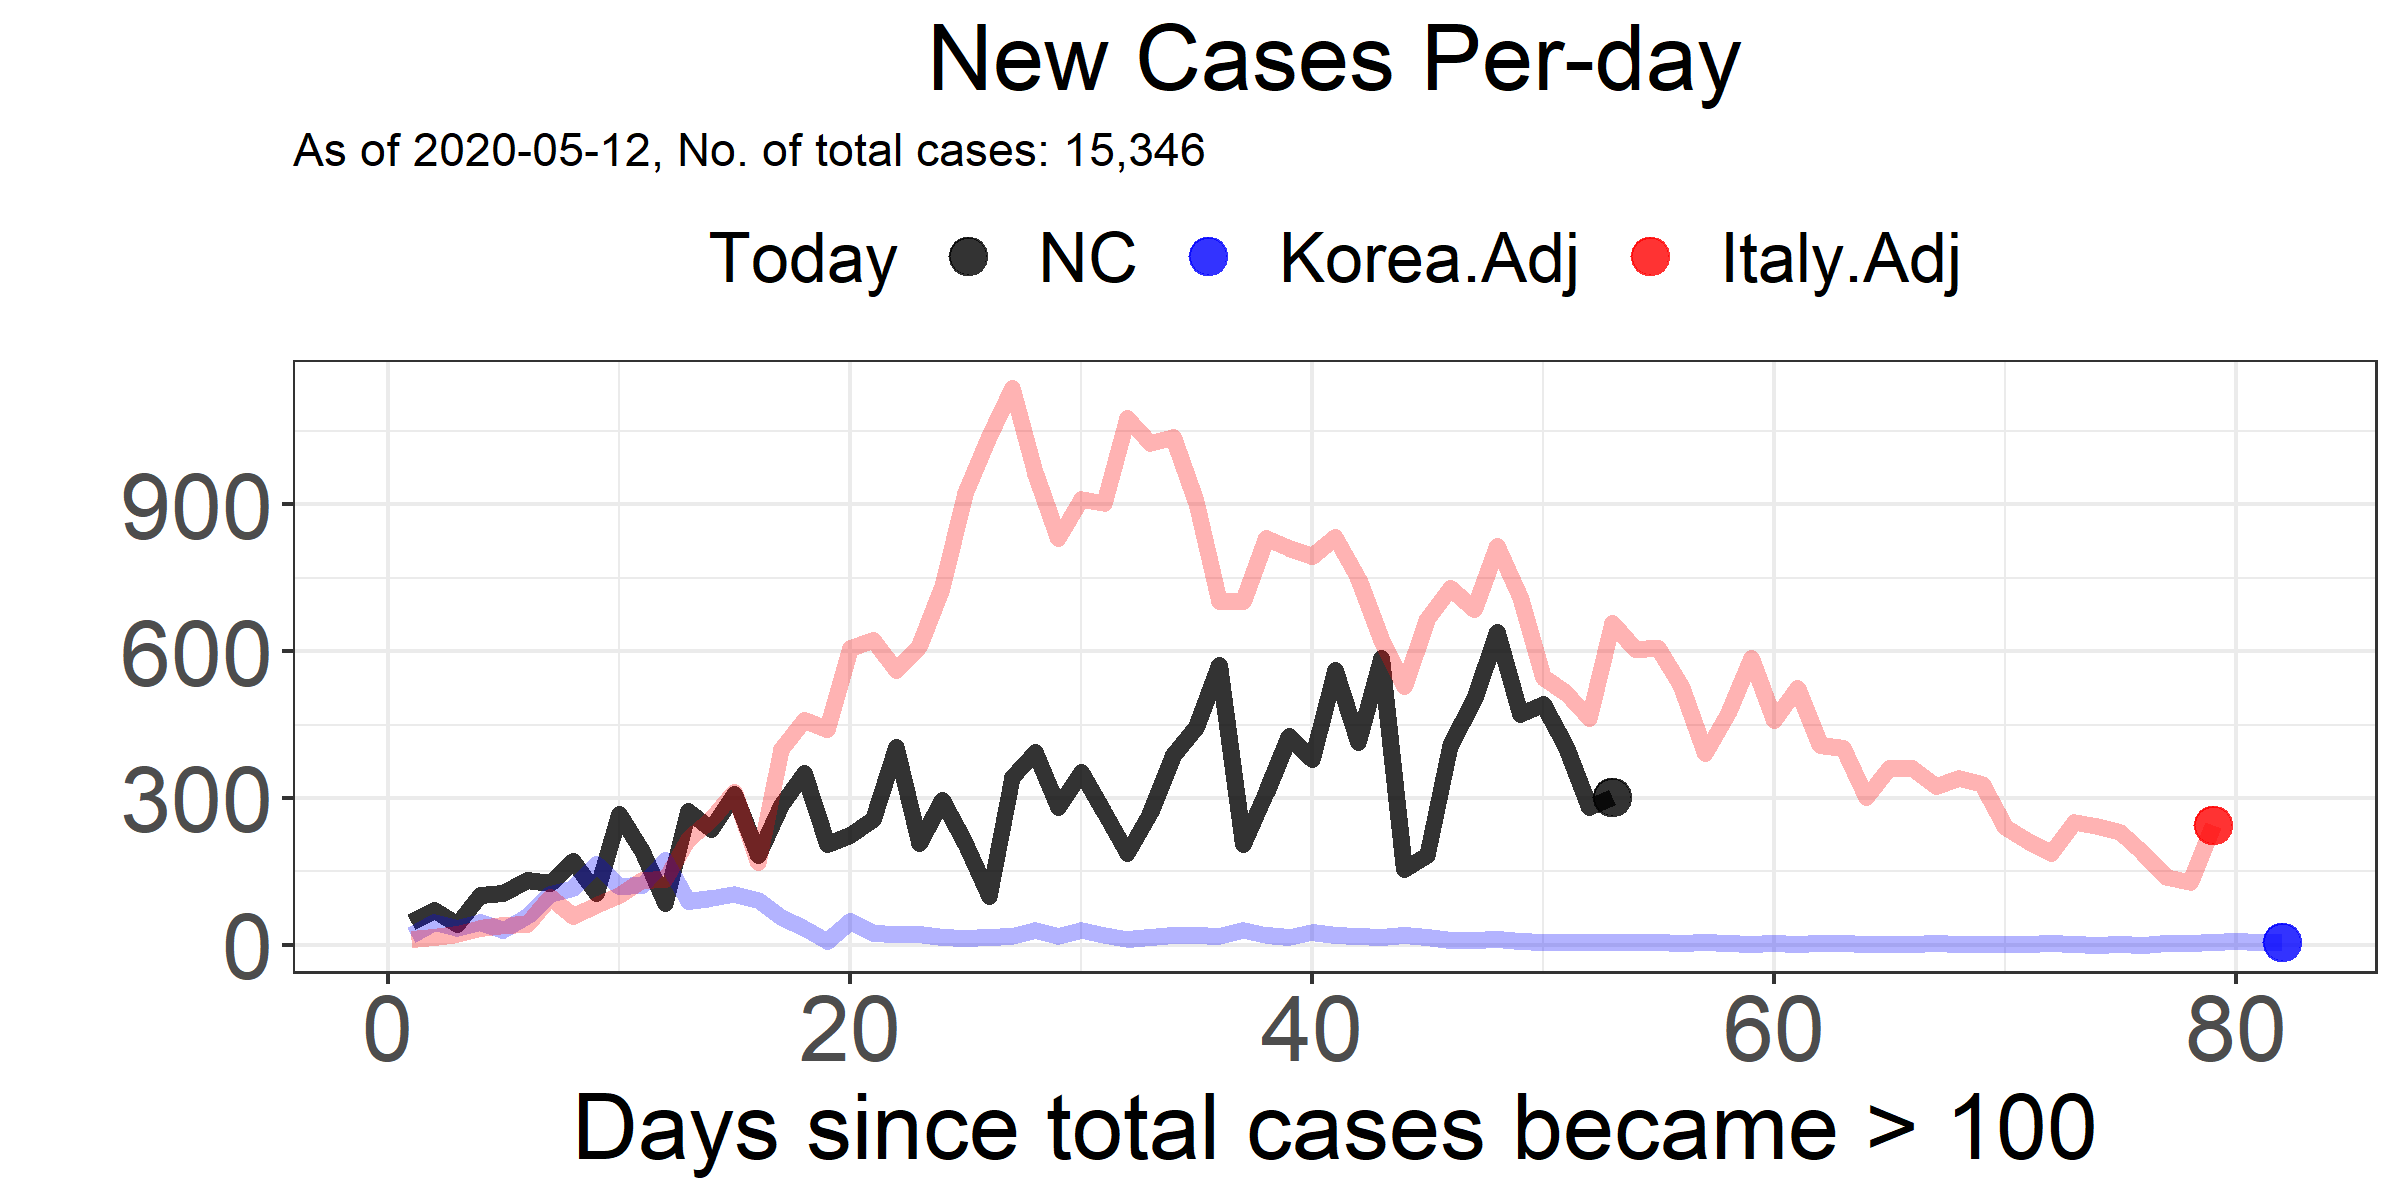 New Cases Per-day
As of 2020-05-12, No. of total cases: 15,346
Today NC Korea.Adj Italy.Adj
900
600
300
0
0 20 40 60 80
Days since total cases became > 100